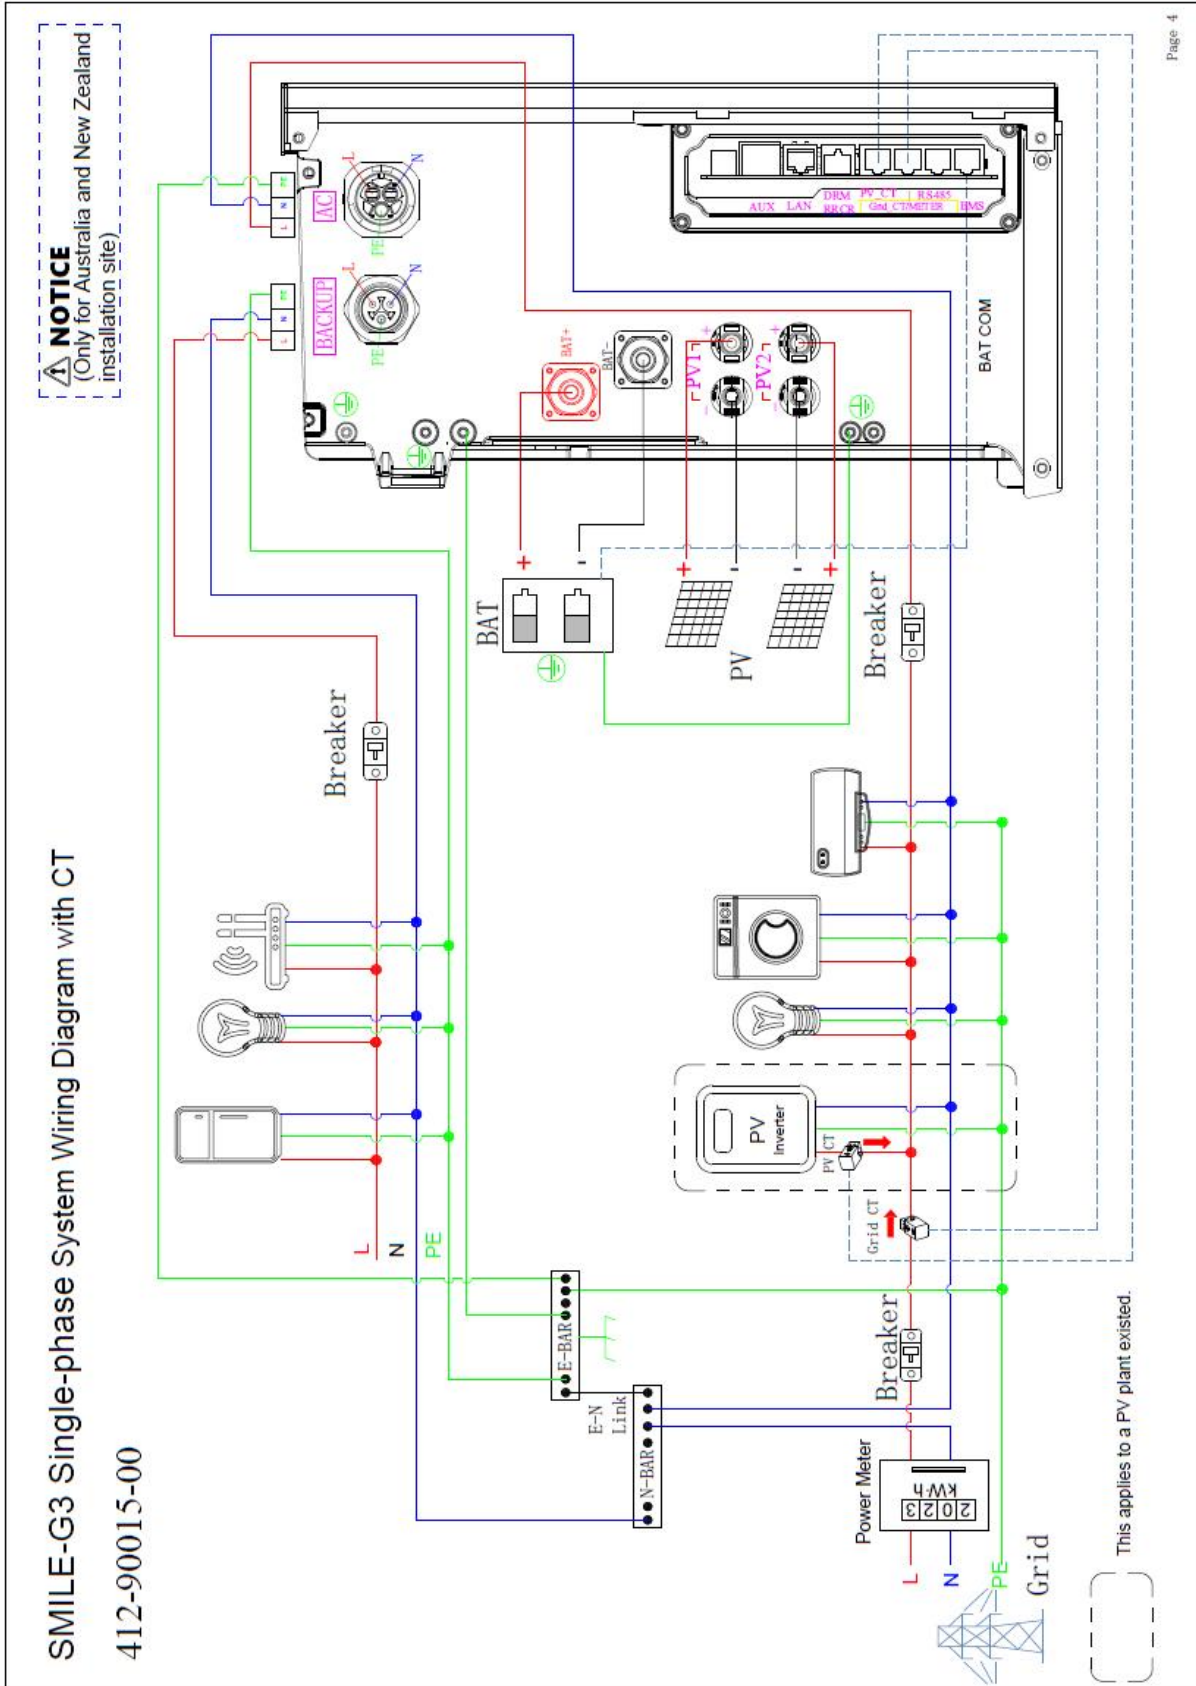 SMILE-G3 Single-phase System Wiring Diagram with CT
412-90015-00
NOTICE
(Only for Australia and New Zealand
installation site)
L
N
PE
AC
L
N
PE
L
N
PE
BACKUP
L
N
PE
BAT+
BAT-
PV1
+
-
PV2
+
-
AUX
LAN
DRM
RRCR
PV_CT
Grid_CT/METER
RS485
BMS
BAT COM
BAT
+
-
PV
+
-
-
+
Breaker
Breaker
L
N
PE
PV
Inverter
PV CT
Grid CT
E-BAR
E-N
Link
N-BAR
Breaker
Power Meter
2023
kW·h
L
N
PE
Grid
This applies to a PV plant existed.
Page 4